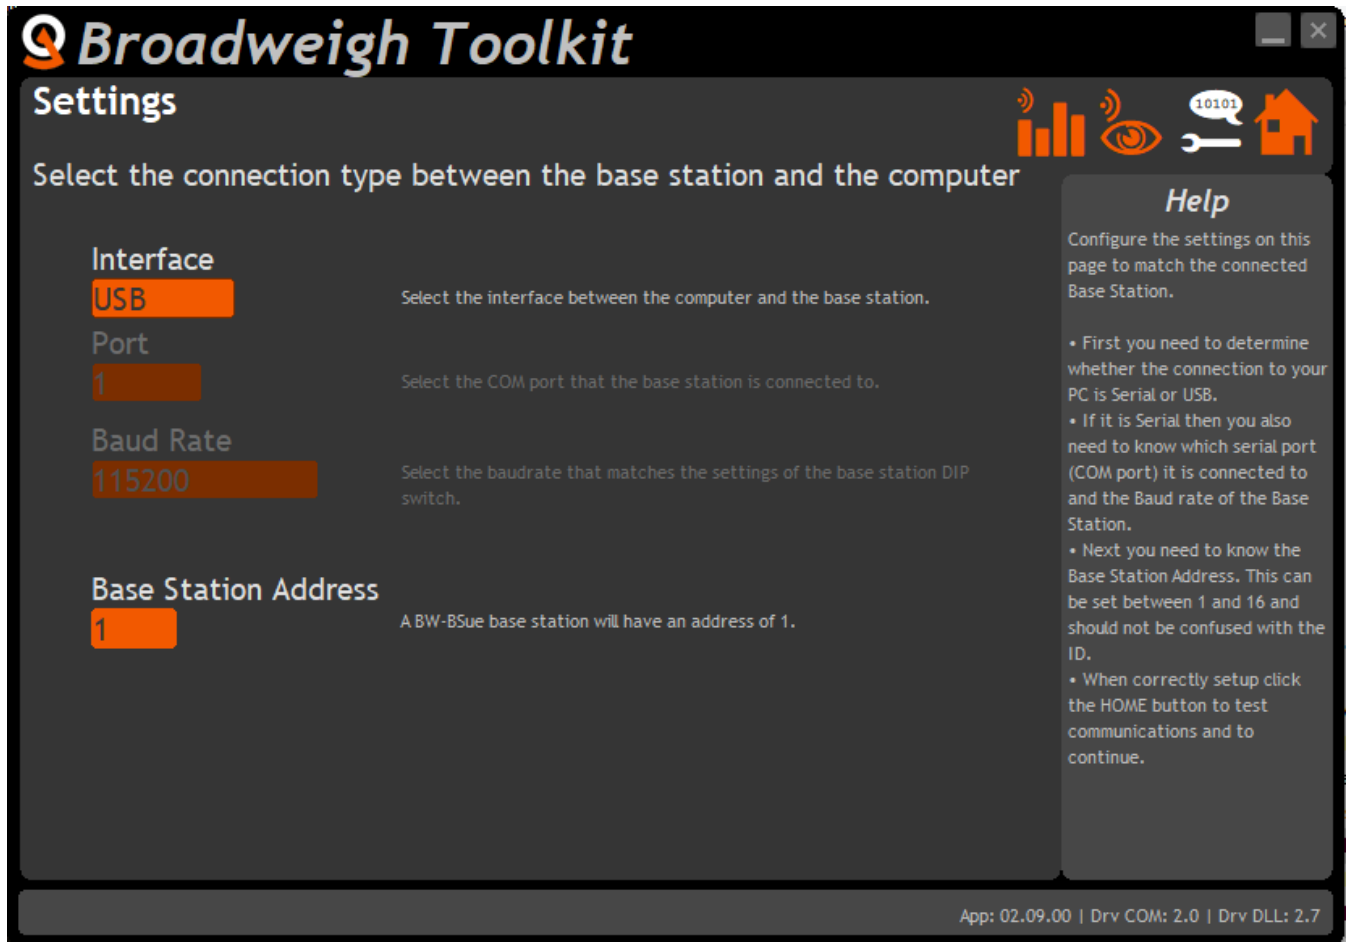 Broadweigh Toolkit
Settings
10101
Select the connection type between the base station and the computer
Interface
USB
Select the interface between the computer and the base station.
Port
1
Select the COM port that the base station is connected to.
Baud Rate
115200
Select the baudrate that matches the settings of the base station DIP
switch.
Base Station Address
1
A BW-BSue base station will have an address of 1.
Help
Configure the settings on this
page to match the connected
Base Station.
• First you need to determine
whether the connection to your
PC is Serial or USB.
• If it is Serial then you also
need to know which serial port
(COM port) it is connected to
and the Baud rate of the Base
Station.
• Next you need to know the
Base Station Address. This can
be set between 1 and 16 and
should not be confused with the
ID.
• When correctly setup click
the HOME button to test
communications and to
continue.
App: 02.09.00 | Drv COM: 2.0 | Drv DLL: 2.7